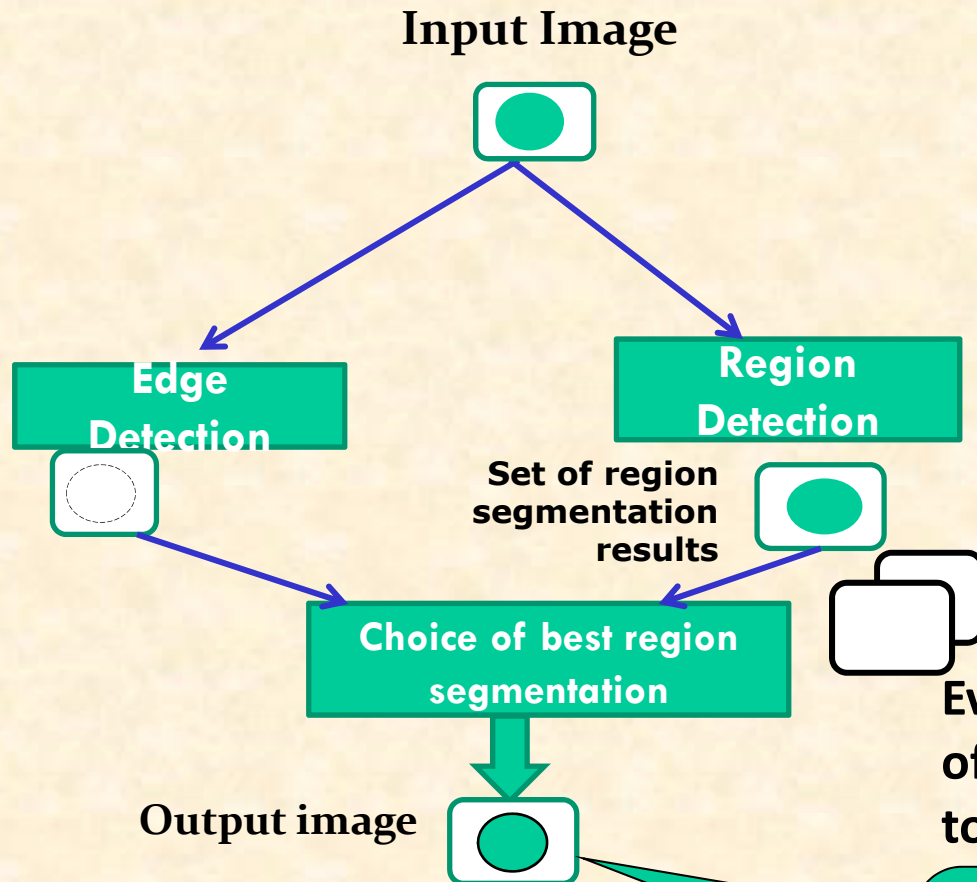 Input Image
Edge
Detection
Region
Detection
Set of region
segmentation
results
Choice of best region
segmentation
Output image